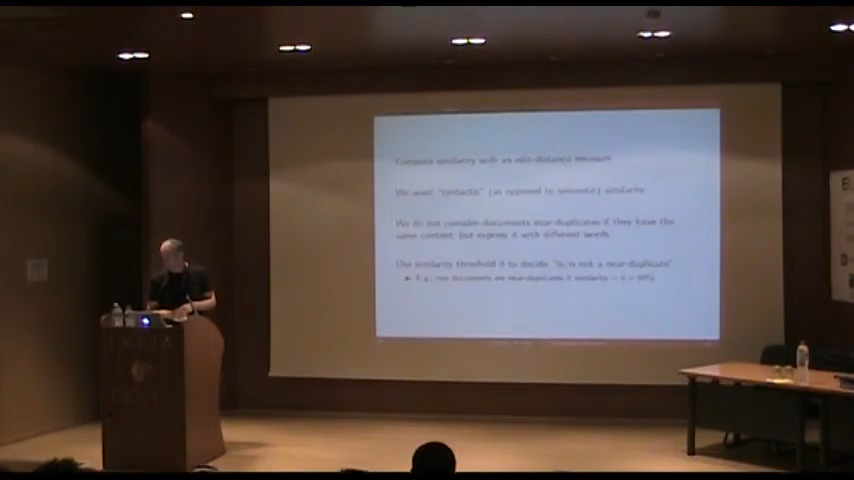 Compute similarity with an edit-distance measure
We want "syntactic" (as opposed to semantic) similarity.
We do not consider documents near-duplicates if they have the
same content, but express it with different words.
Use similarity threshold θ to decide "is/is not a near-duplicate"
E.g., two documents are near-duplicates if similarity > θ = 80%.